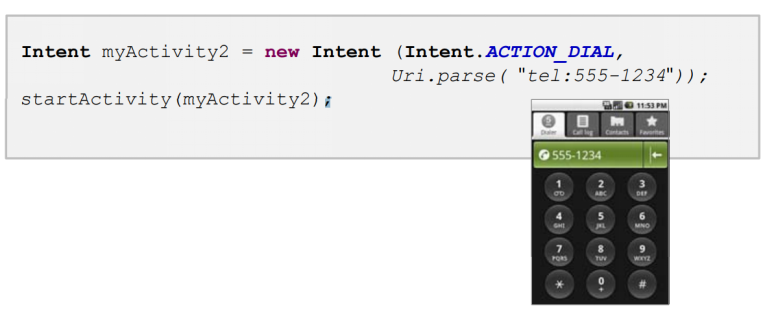 Intent myActivity2 = new Intent (Intent.ACTION_DIAL,
Uri.parse( "tel:555-1234"));
startActivity(myActivity2);
11:53 PM
Dialer Call log Contacts Favorites
555-1234
1 2 3
ABC DEF
4 5 6
GHI JKL MNO
7 8 9
PQRS TUV WXYZ
* 0 #
+